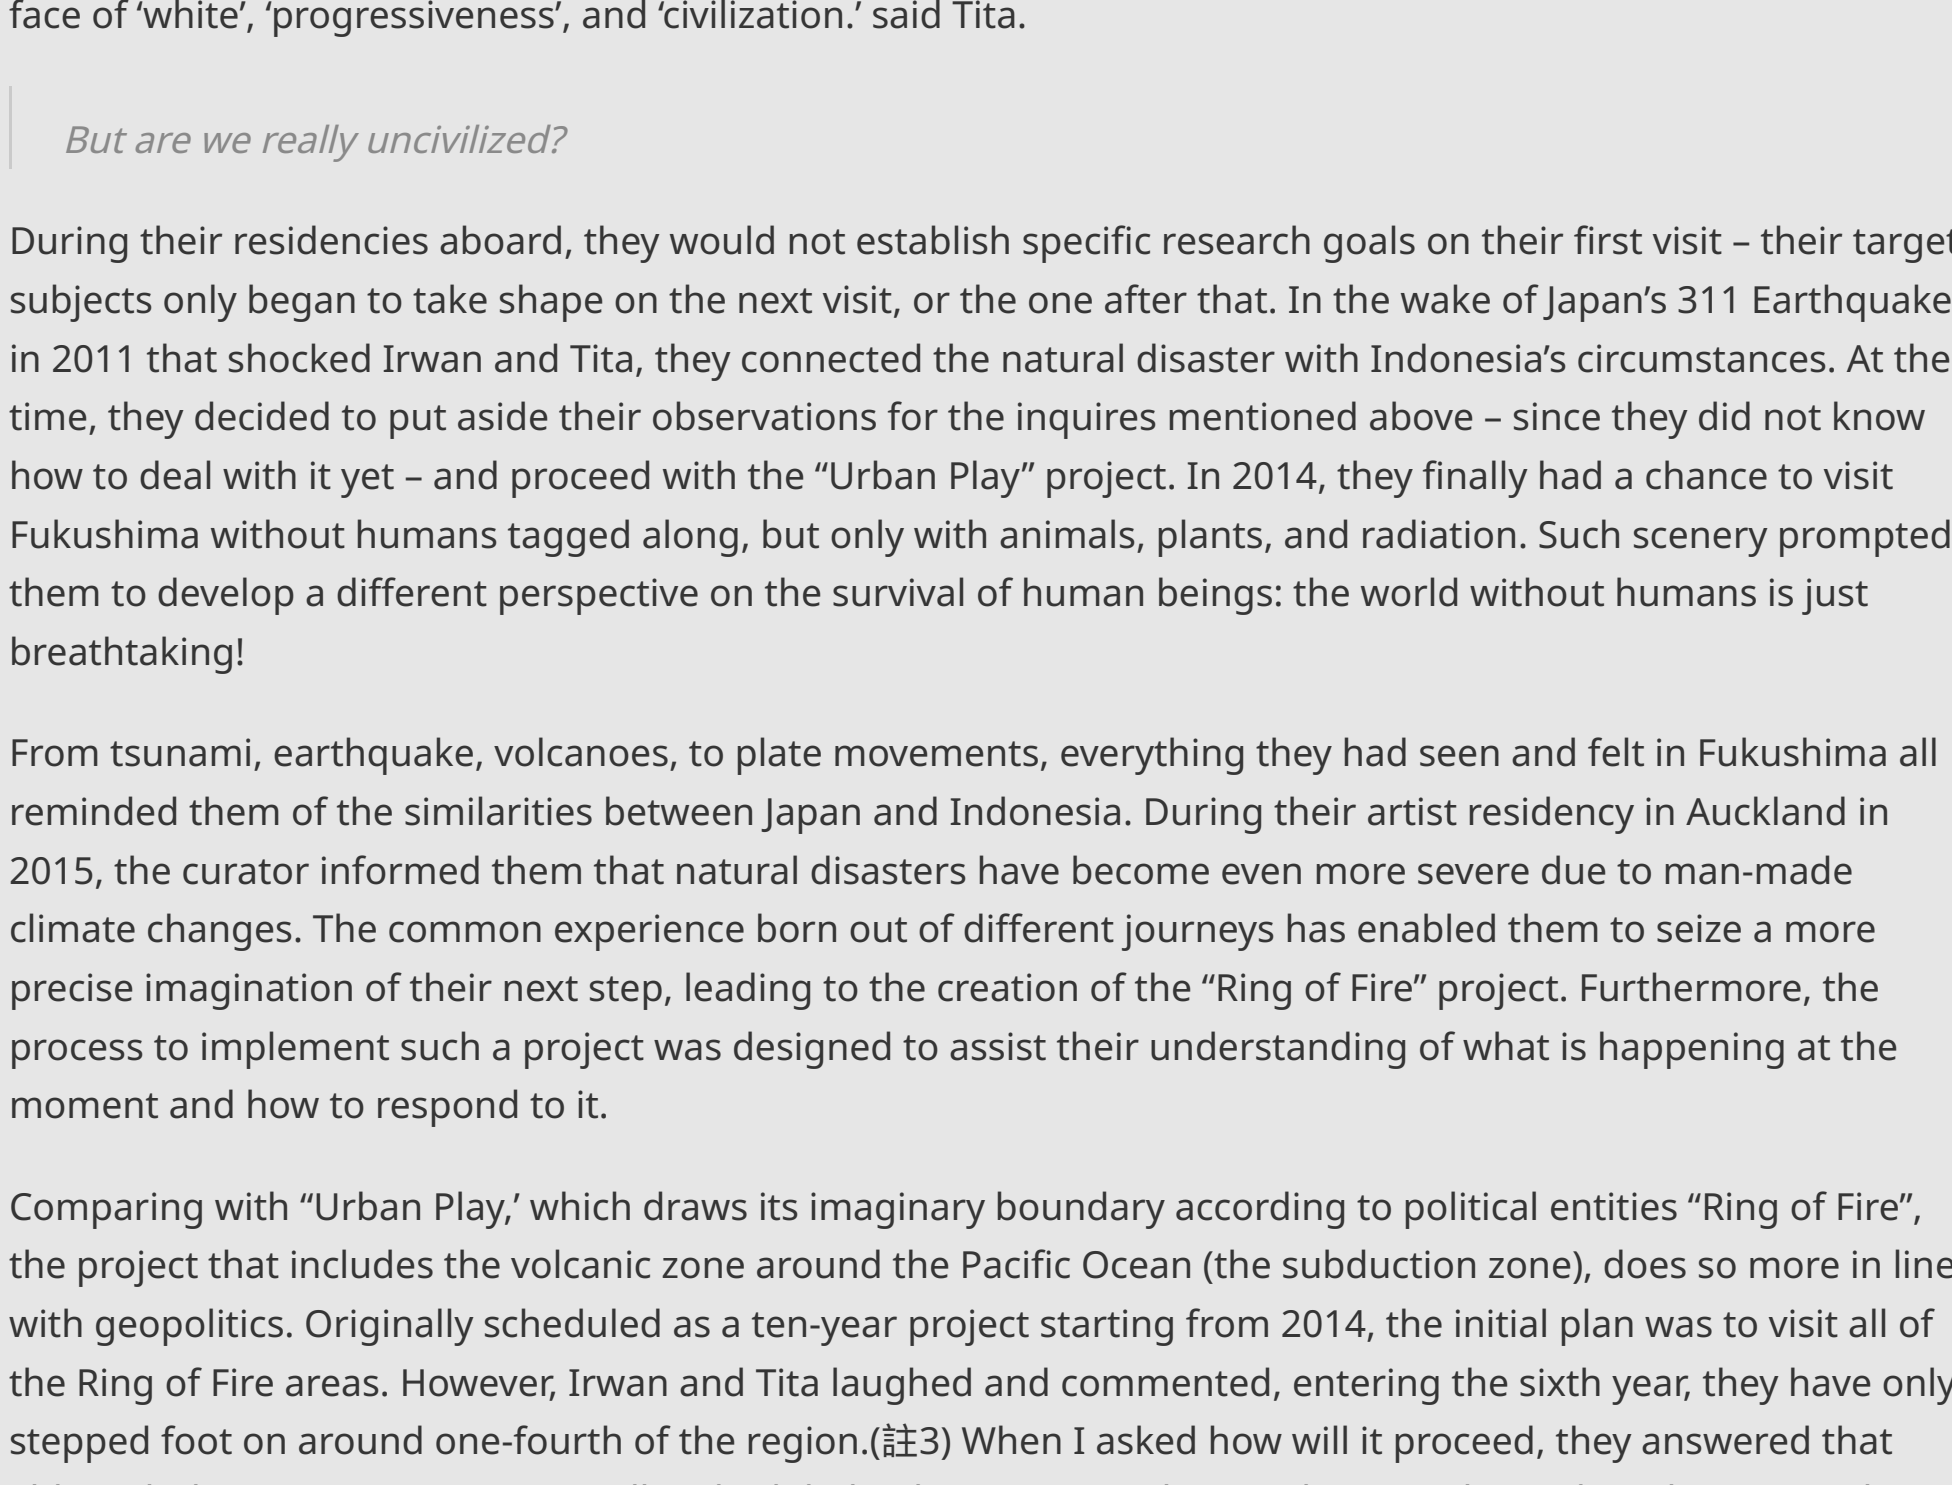 face of ‘white’, ‘progressiveness’, and ‘civilization.’ said Tita.
But are we really uncivilized?
During their residencies aboard, they would not establish specific research goals on their first visit – their target
subjects only began to take shape on the next visit, or the one after that. In the wake of Japan’s 311 Earthquake
in 2011 that shocked Irwan and Tita, they connected the natural disaster with Indonesia’s circumstances. At the
time, they decided to put aside their observations for the inquires mentioned above – since they did not know
how to deal with it yet – and proceed with the “Urban Play” project. In 2014, they finally had a chance to visit
Fukushima without humans tagged along, but only with animals, plants, and radiation. Such scenery prompted
them to develop a different perspective on the survival of human beings: the world without humans is just
breathtaking!
From tsunami, earthquake, volcanoes, to plate movements, everything they had seen and felt in Fukushima all
reminded them of the similarities between Japan and Indonesia. During their artist residency in Auckland in
2015, the curator informed them that natural disasters have become even more severe due to man-made
climate changes. The common experience born out of different journeys has enabled them to seize a more
precise imagination of their next step, leading to the creation of the “Ring of Fire” project. Furthermore, the
process to implement such a project was designed to assist their understanding of what is happening at the
moment and how to respond to it.
Comparing with “Urban Play,’ which draws its imaginary boundary according to political entities “Ring of Fire”,
the project that includes the volcanic zone around the Pacific Ocean (the subduction zone), does so more in line
with geopolitics. Originally scheduled as a ten-year project starting from 2014, the initial plan was to visit all of
the Ring of Fire areas. However, Irwan and Tita laughed and commented, entering the sixth year, they have only
stepped foot on around one-fourth of the region.(註3) When I asked how will it proceed, they answered that